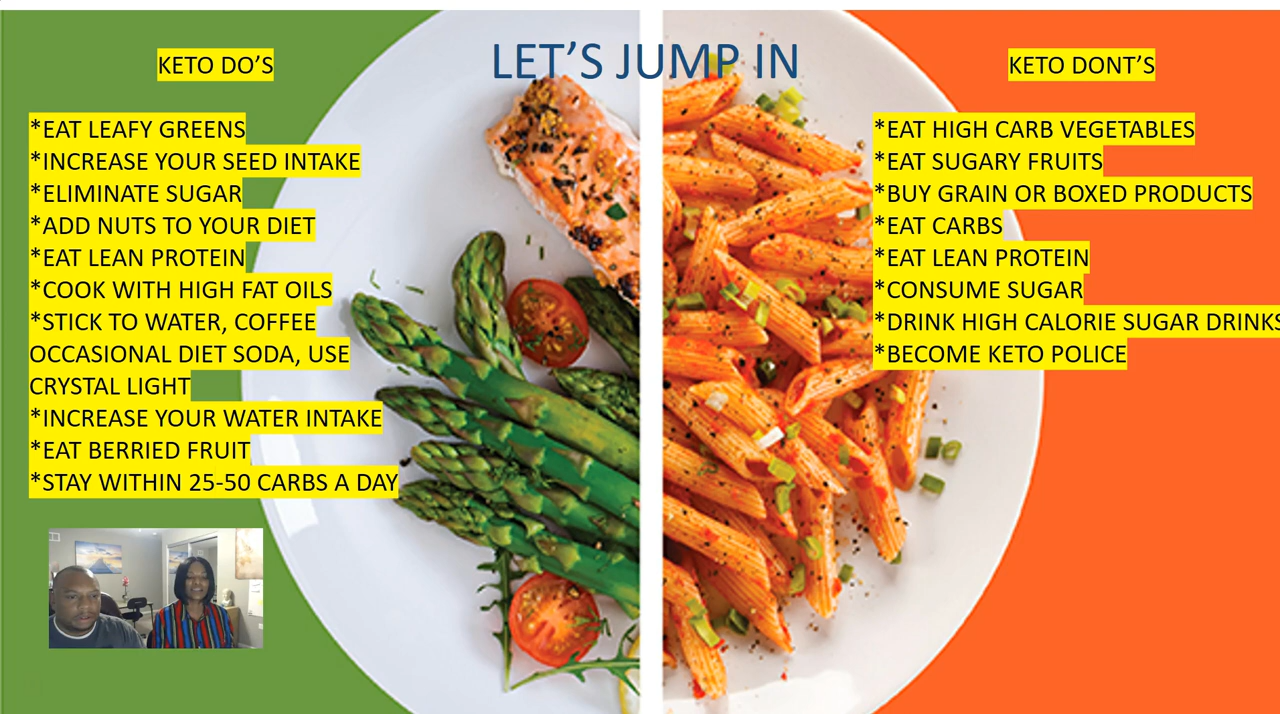 LET'S JUMP IN
KETO DO'S
*EAT LEAFY GREENS
*INCREASE YOUR SEED INTAKE
*ELIMINATE SUGAR
*ADD NUTS TO YOUR DIET
*EAT LEAN PROTEIN
*COOK WITH HIGH FAT OILS
*STICK TO WATER, COFFEE
OCCASIONAL DIET SODA, USE
CRYSTAL LIGHT
*INCREASE YOUR WATER INTAKE
*EAT BERRIED FRUIT
*STAY WITHIN 25-50 CARBS A DAY
KETO DONT'S
*EAT HIGH CARB VEGETABLES
*EAT SUGARY FRUITS
*BUY GRAIN OR BOXED PRODUCTS
*EAT CARBS
*EAT LEAN PROTEIN
*CONSUME SUGAR
*DRINK HIGH CALORIE SUGAR DRINKS
*BECOME KETO POLICE